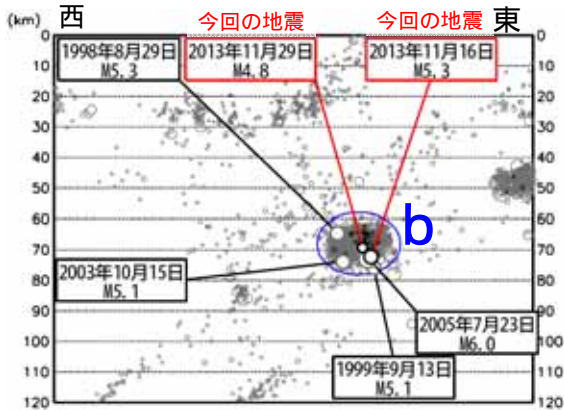 (km)
西
今回の地震
今回の地震
東
1998年8月29日
M5.3
2013年11月29日
M4.8
2013年11月16日
M5.3
0
10
20
30
40
50
60
70
80
90
100
110
120
0
10
20
30
40
50
60
70
80
90
100
110
120
b
2003年10月15日
M5.1
2005年7月23日
M6.0
1999年9月13日
M5.1